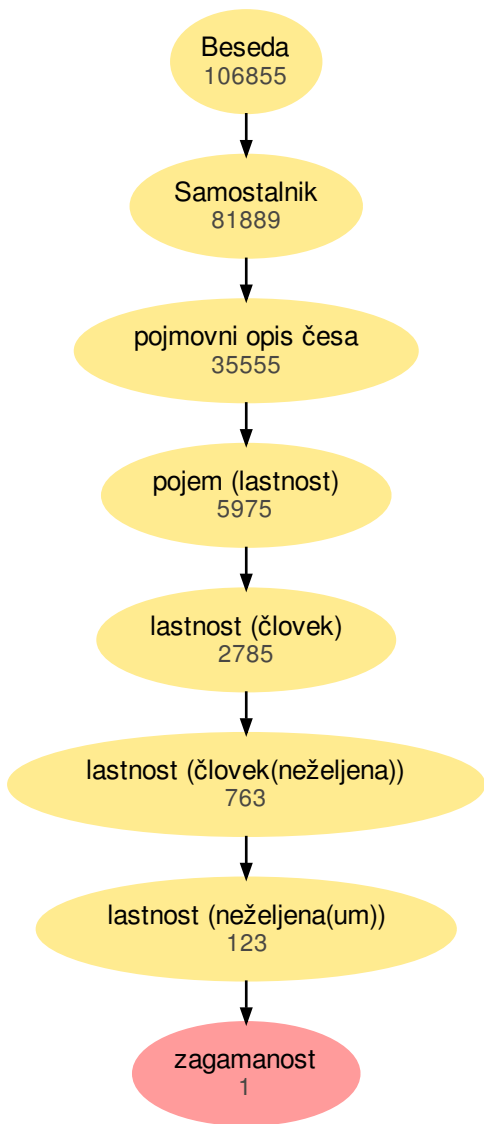 Beseda
106855
Samostalnik
81889
pojmovni opis česa
35555
pojem (lastnost)
5975
lastnost (človek)
2785
lastnost (človek(neželjena))
763
lastnost (neželjena(um))
123
zagamanost
1